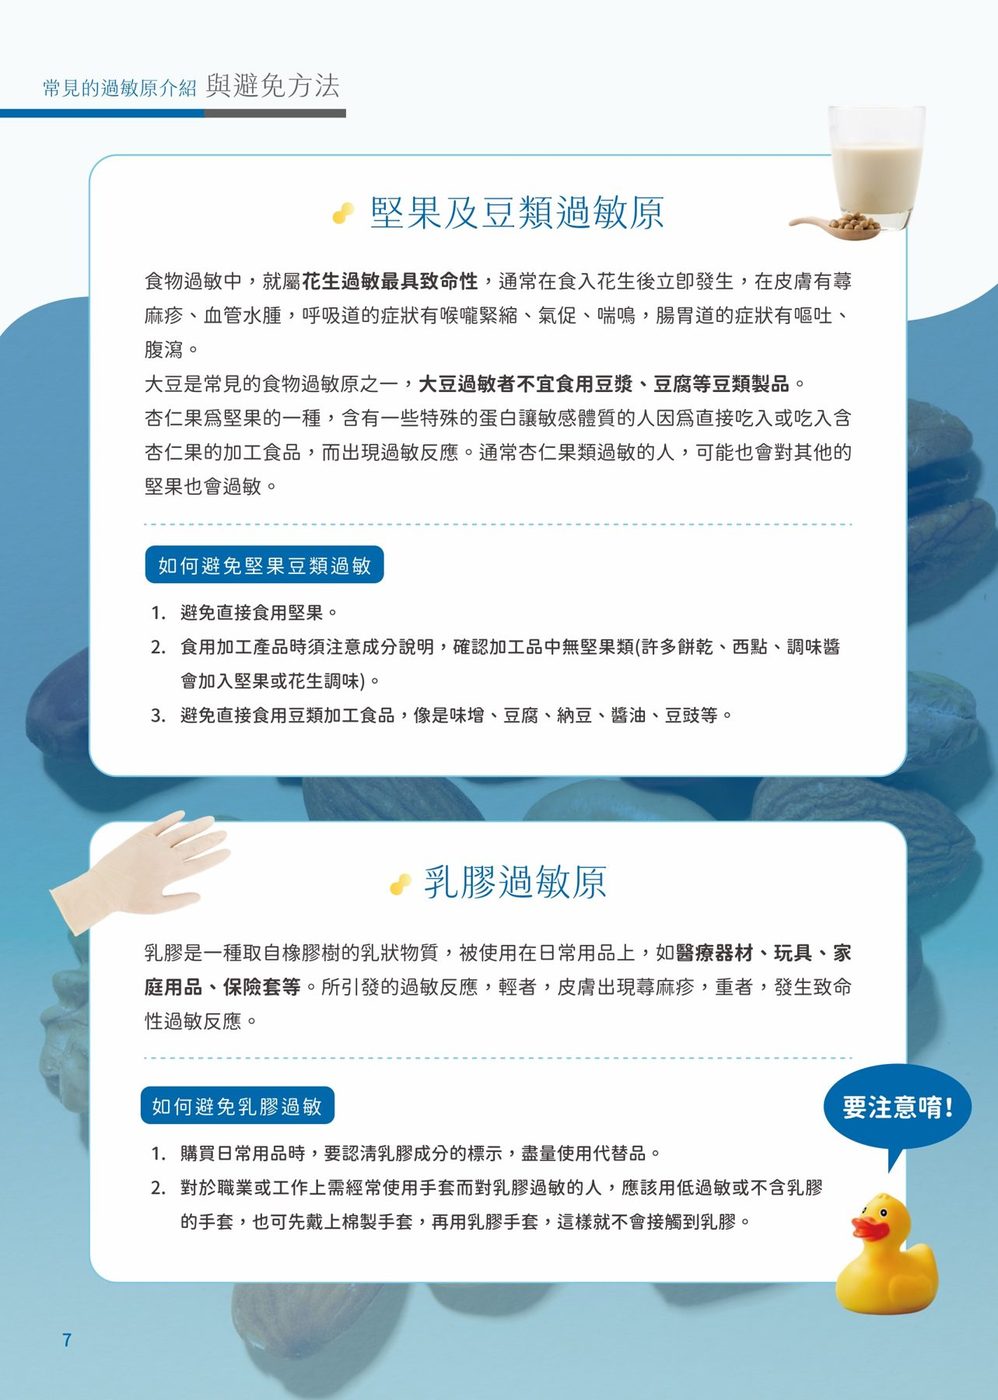 常見的過敏原介紹 與避免方法
堅果及豆類過敏原
食物過敏中，就屬花生過敏最具致命性，通常在食入花生後立卽發生，在皮膚有蕁
麻疹、血管水腫，呼吸道的症狀有喉嚨緊縮、氣促、喘鳴，腸胃道的症狀有嘔吐、
腹瀉。
大豆是常見的食物過敏原之一，大豆過敏者不宜食用豆漿、豆腐等豆類製品。
杏仁果爲堅果的一種，含有一些特殊的蛋白讓敏感體質的人因爲直接吃入或吃入含
杏仁果的加工食品，而出現過敏反應。通常杏仁果類過敏的人，可能也會對其他的
堅果也會過敏。
如何避免堅果豆類過敏
1. 避免直接食用堅果。
2. 食用加工產品時須注意成分說明，確認加工品中無堅果類(許多餅乾、西點、調味醬
會加入堅果或花生調味)。
3. 避免直接食用豆類加工食品，像是味增、豆腐、納豆、醬油、豆豉等。
乳膠過敏原
乳膠是一種取自橡膠樹的乳狀物質，被使用在日常用品上，如醫療器材、玩具、家
庭用品、保險套等。所引發的過敏反應，輕者，皮膚出現蕁麻疹，重者，發生致命
性過敏反應。
如何避免乳膠過敏
1. 購買日常用品時，要認淸乳膠成分的標示，盡量使用代替品。
2. 對於職業或工作上需經常使用手套而對乳膠過敏的人，應該用低過敏或不含乳膠
的手套，也可先戴上棉製手套，再用乳膠手套，這樣就不會接觸到乳膠。
要注意唷!
7